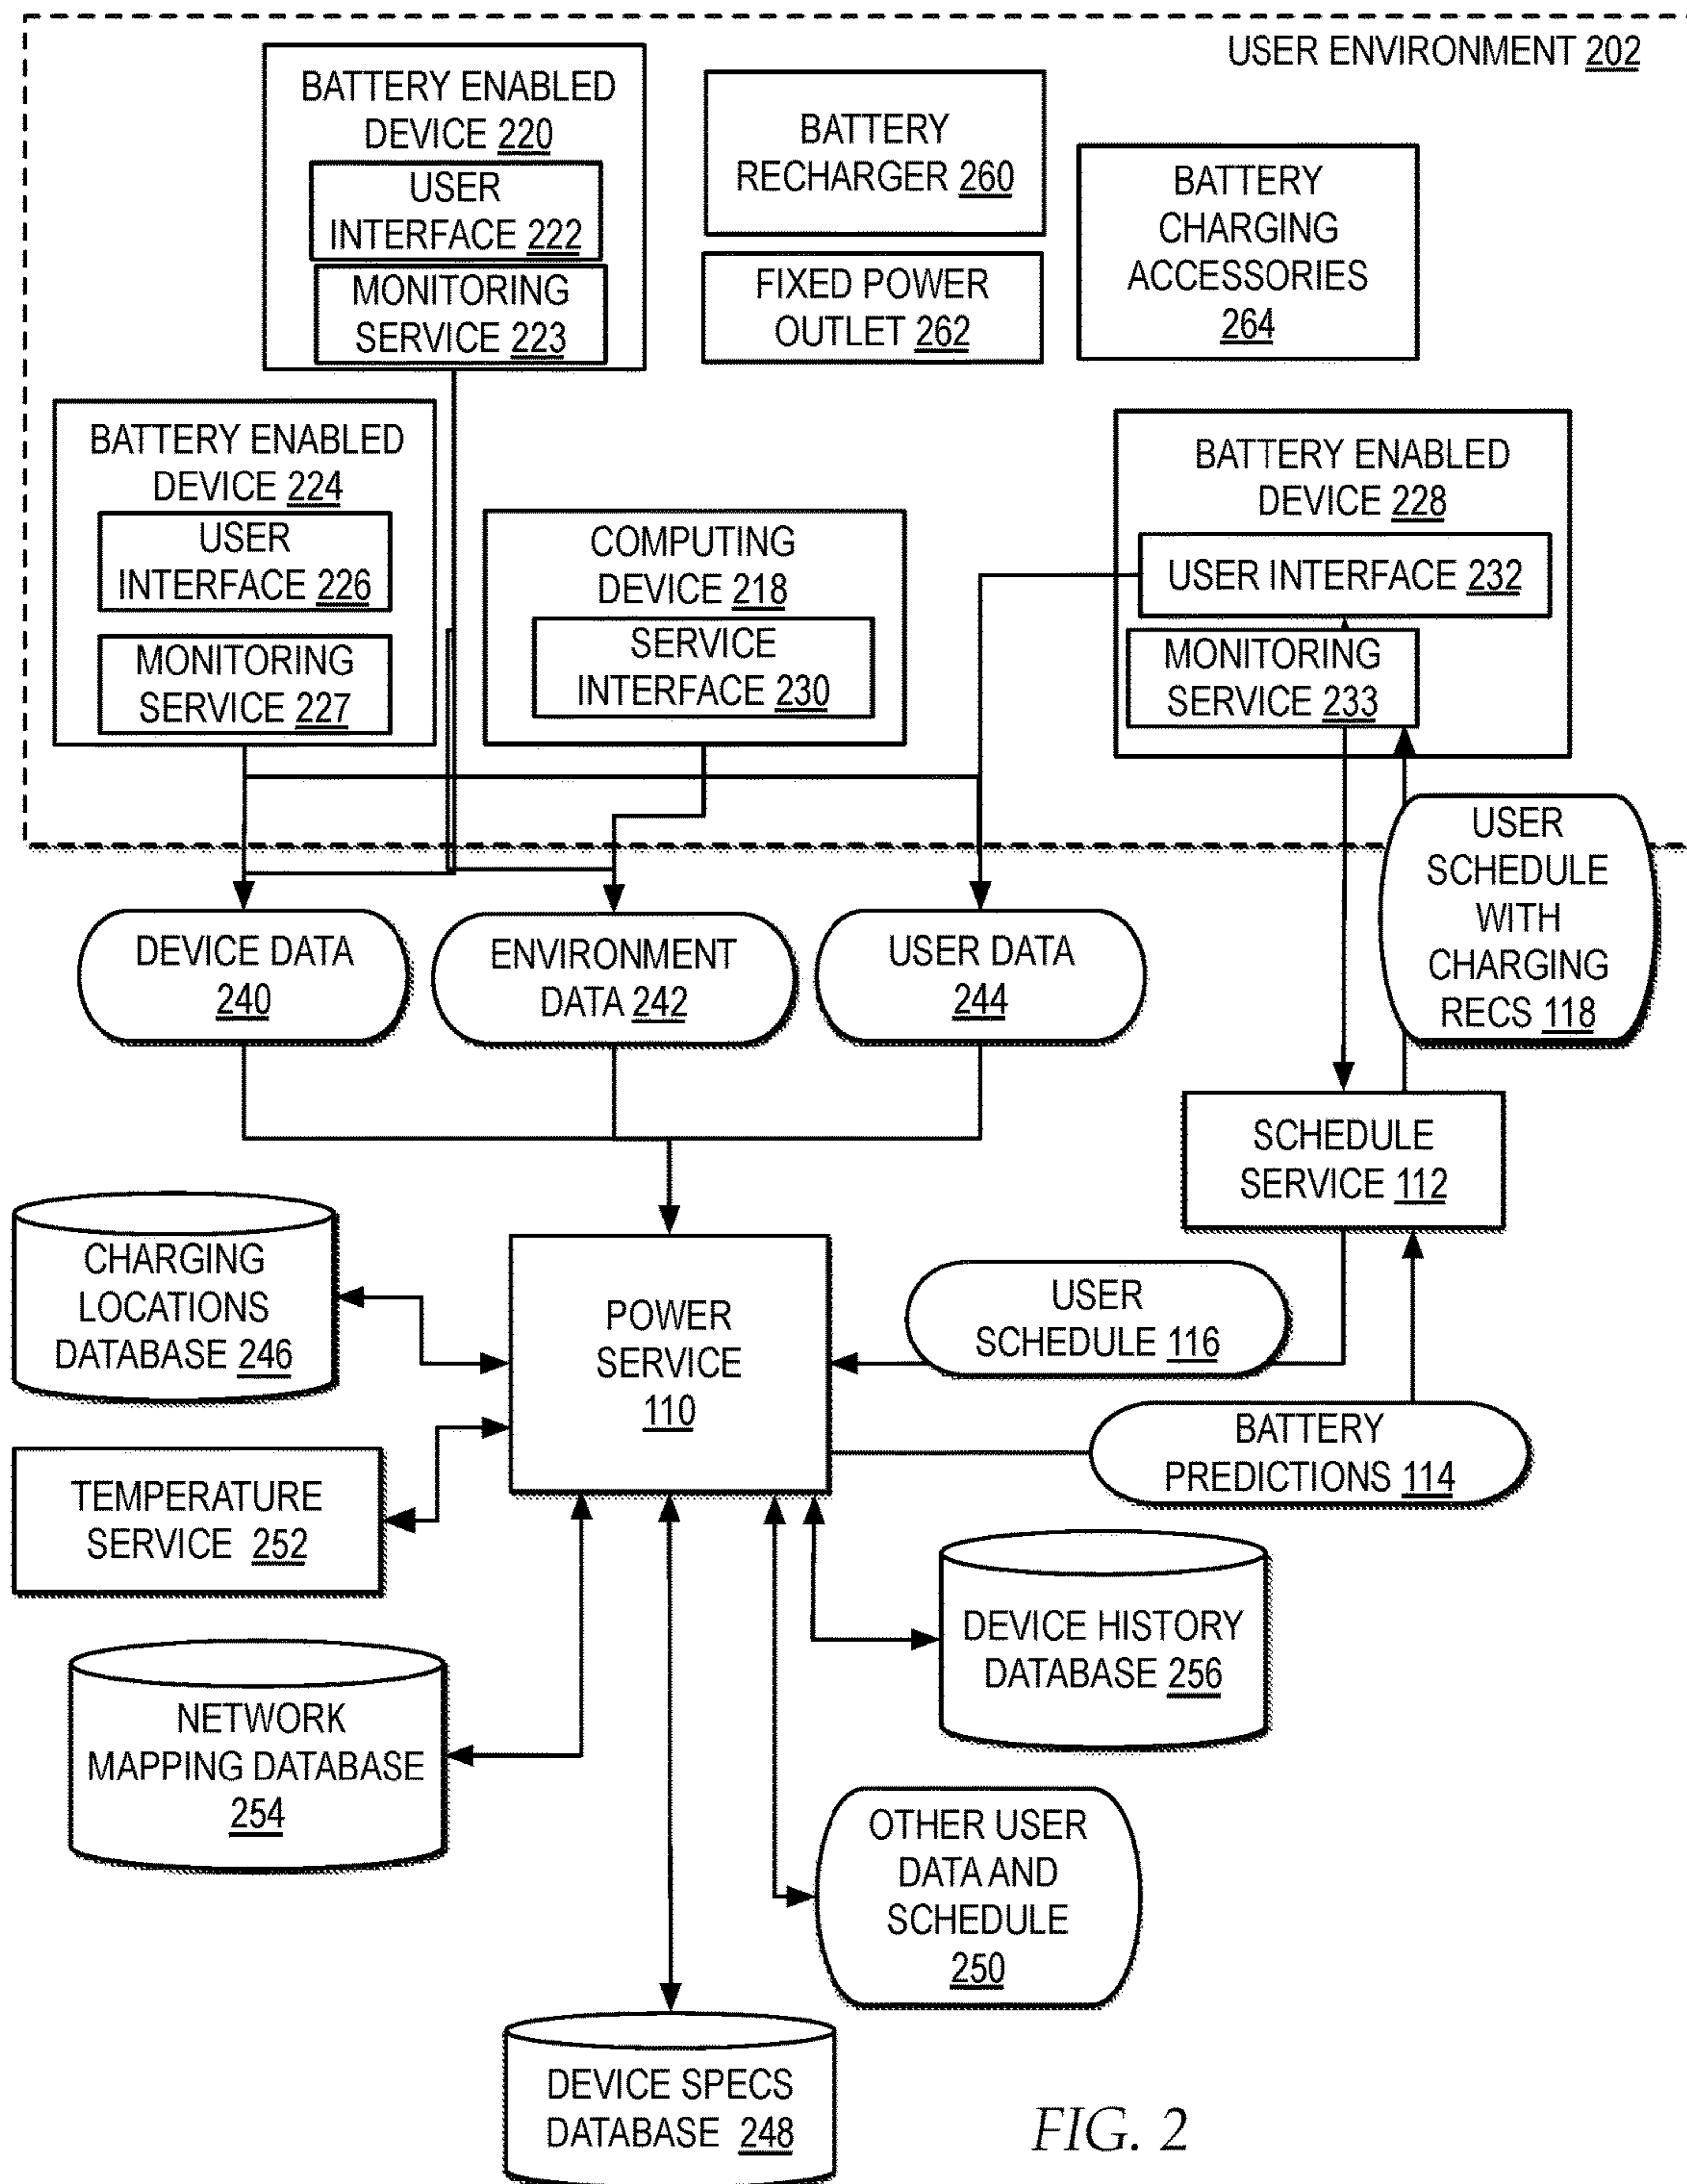 USER ENVIRONMENT 202
BATTERY ENABLED
DEVICE 220
USER
INTERFACE 222
MONITORING
SERVICE 223
BATTERY
RECHARGER 260
FIXED POWER
OUTLET 262
BATTERY
CHARGING
ACCESSORIES
264
BATTERY ENABLED
DEVICE 224
USER
INTERFACE 226
MONITORING
SERVICE 227
COMPUTING
DEVICE 218
SERVICE
INTERFACE 230
BATTERY ENABLED
DEVICE 228
USER INTERFACE 232
MONITORING
SERVICE 233
USER
SCHEDULE
WITH
CHARGING
RECS 118
DEVICE DATA
240
ENVIRONMENT
DATA 242
USER DATA
244
SCHEDULE
SERVICE 112
CHARGING
LOCATIONS
DATABASE 246
POWER
SERVICE
110
USER
SCHEDULE 116
BATTERY
PREDICTIONS 114
TEMPERATURE
SERVICE 252
DEVICE HISTORY
DATABASE 256
NETWORK
MAPPING DATABASE
254
OTHER USER
DATA AND
SCHEDULE
250
DEVICE SPECS
DATABASE 248
FIG. 2